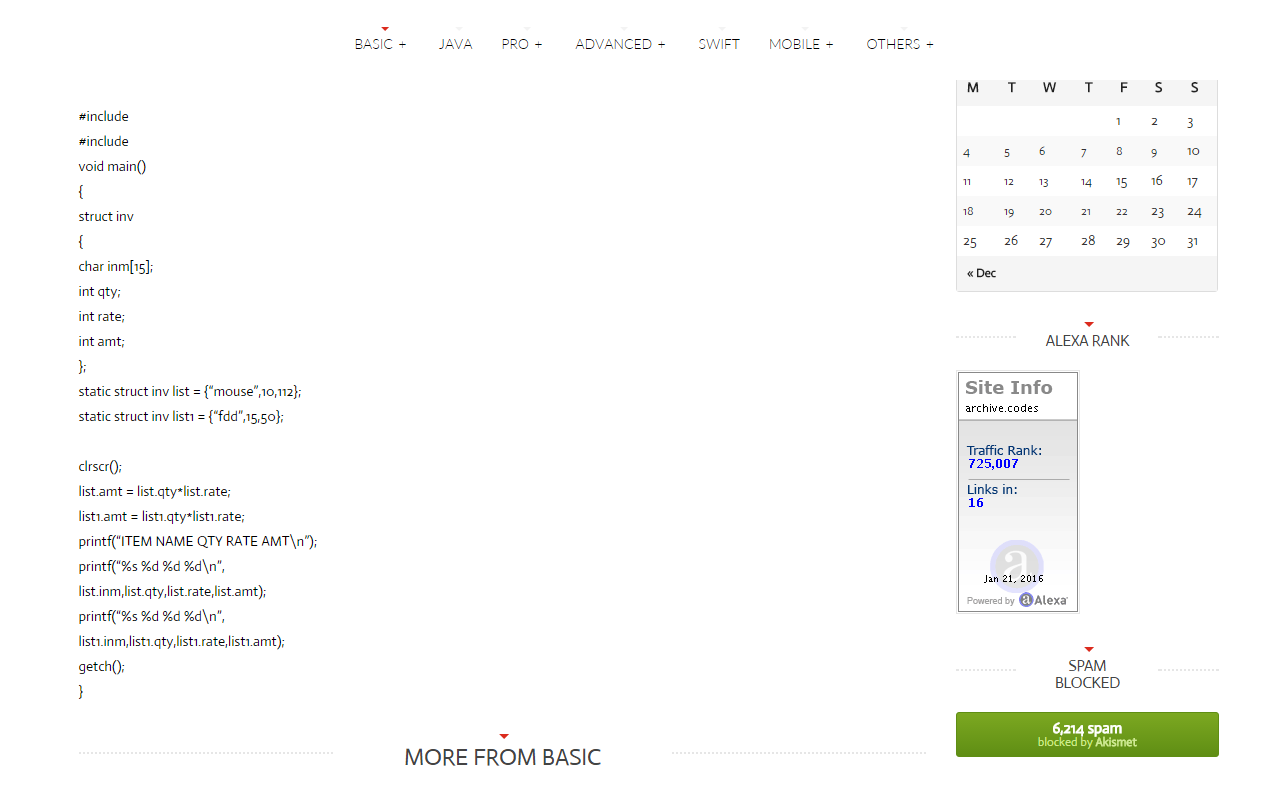 BASIC + JAVA PRO + ADVANCED + SWIFT MOBILE + OTHERS +
#include
#include
void main()
{
struct inv
{
char inm[15];
int qty;
int rate;
int amt;
};
static struct inv list = {“mouse”,10,112};
static struct inv list1 = {“fdd”,15,50};
clrscr();
list.amt = list.qty*list.rate;
list1.amt = list1.qty*list1.rate;
printf(“ITEM NAME QTY RATE AMT\n”);
printf(“%s %d %d %d\n”,
list.inm,list.qty,list.rate,list.amt);
printf(“%s %d %d %d\n”,
list1.inm,list1.qty,list1.rate,list1.amt);
getch();
}
MORE FROM BASIC
M T W T F S S
1 2 3
4 5 6 7 8 9 10
11 12 13 14 15 16 17
18 19 20 21 22 23 24
25 26 27 28 29 30 31
« Dec
ALEXA RANK
Site Info
archive.codes
Traffic Rank:
725,007
Links in:
16
a
Jan 21, 2016
Powered by a Alexa
SPAM
BLOCKED
6,214 spam
blocked by Akismet